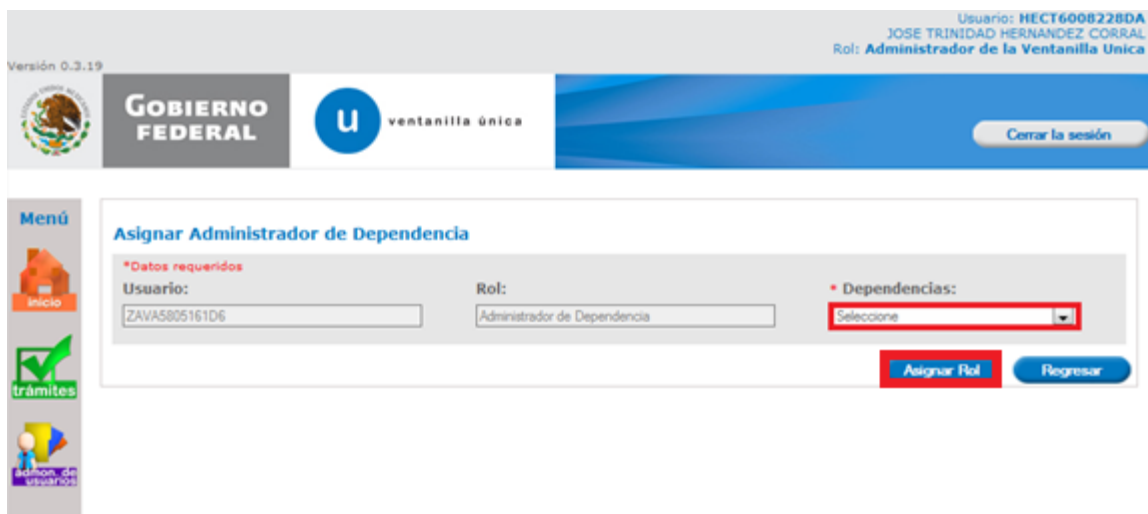 Usuario: HECT6008228DA
JOSE TRINIDAD HERNANDEZ CORRAL
Rol: Administrador de la Ventanilla Unica
Versión 0.3.19
GOBIERNO
FEDERAL
u
ventanilla única
Cerrar la sesión
Menú
inicio
trámites
admon. de
usuarios
Asignar Administrador de Dependencia
*Datos requeridos
Usuario: Rol: * Dependencias:
ZAVA5805161D6 Administrador de Dependencia Seleccione
Asignar Rol Regresar